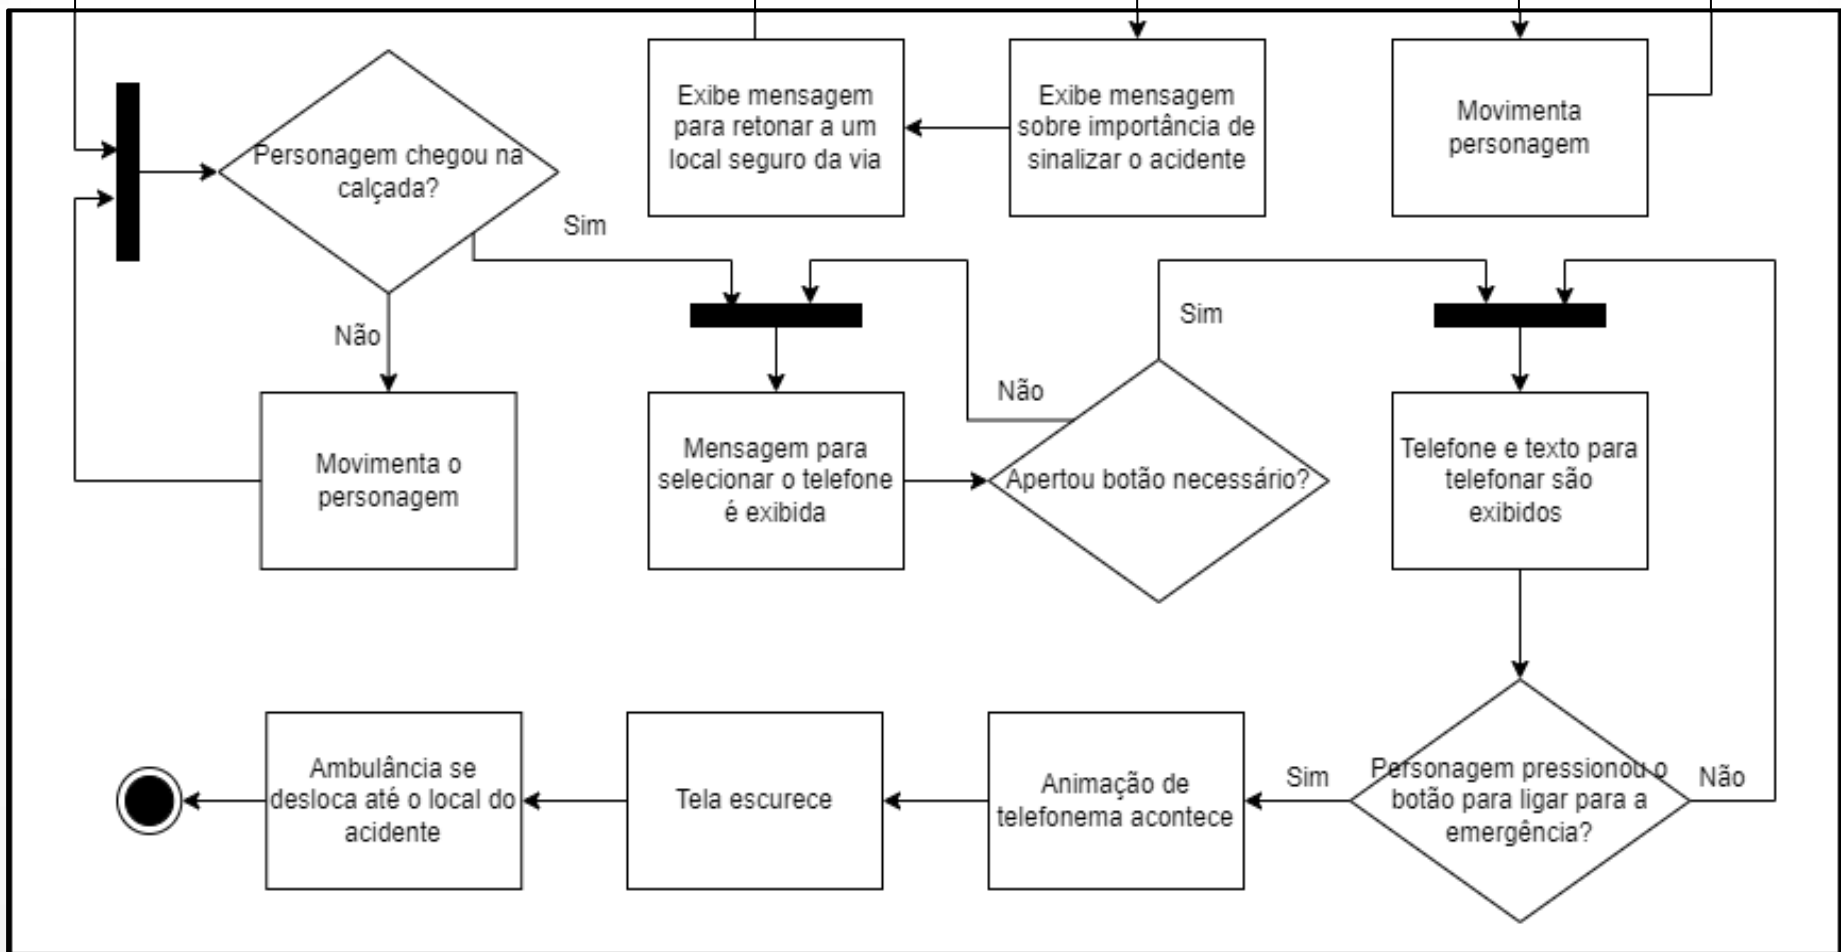 Exibe mensagem
para retonar a um
local seguro da via
Exibe mensagem
sobre importância de
sinalizar o acidente
Movimenta
personagem
Personagem chegou na
calçada?
Sim
Não
Movimenta o
personagem
Mensagem para
selecionar o telefone
é exibida
Não
Apertou botão necessário?
Sim
Telefone e texto para
telefonar são
exibidos
Ambulância se
desloca até o local do
acidente
Tela escurece
Animação de
telefonema acontece
Sim
Personagem pressionou o
botão para ligar para a
emergência?
Não